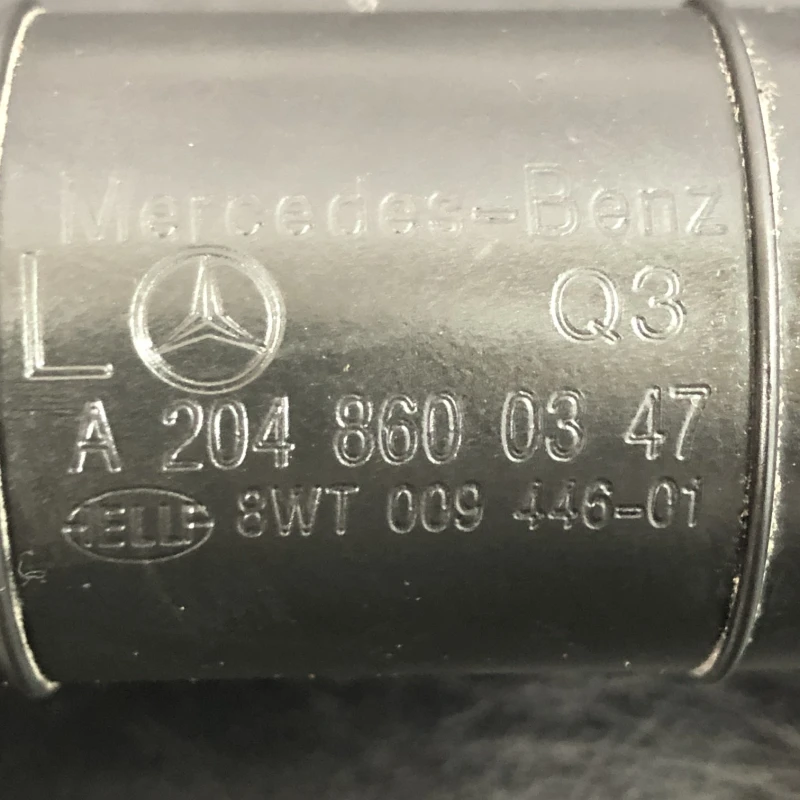 Mercedes-Benz
L Q3
A 204 860 03 47
HELLA 8WT 009 446-01